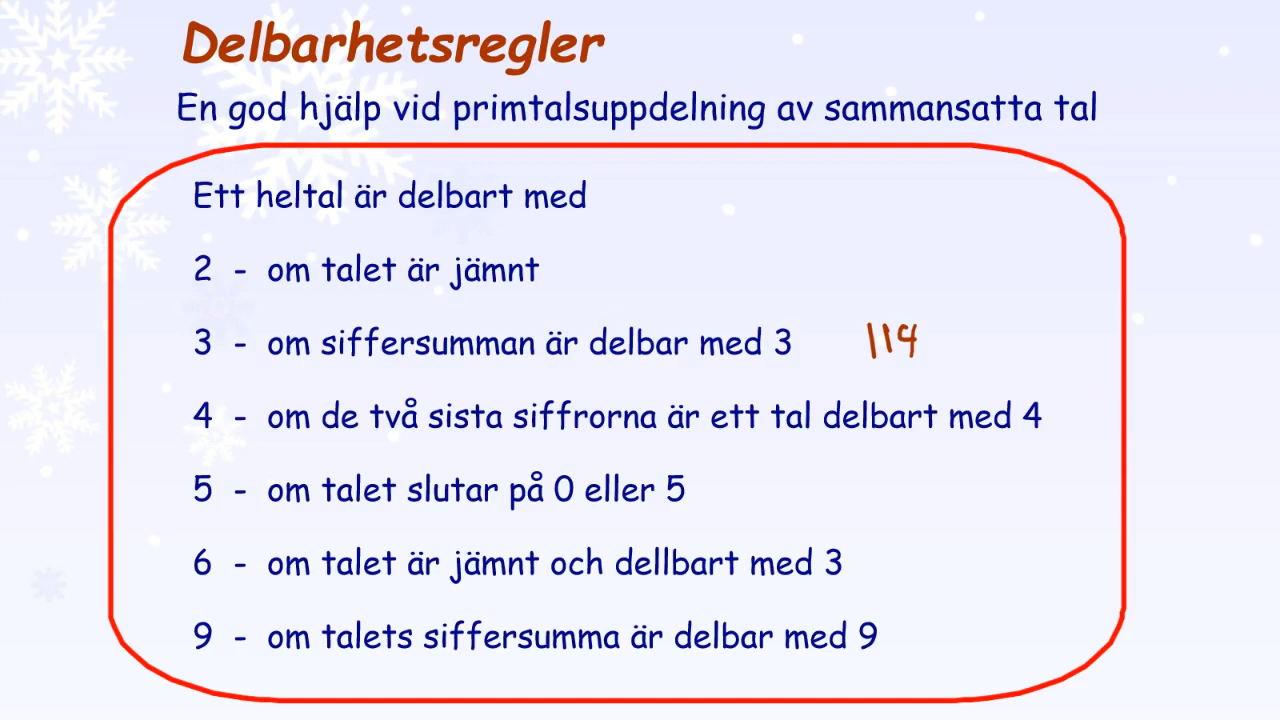 Delbarhetsregler
En god hjälp vid primtalsuppdelning av sammansatta tal
Ett heltal är delbart med
2 - om talet är jämnt
3 - om siffersumman är delbar med 3 114
4 - om de två sista siffrorna är ett tal delbart med 4
5 - om talet slutar på 0 eller 5
6 - om talet är jämnt och dellbart med 3
9 - om talets siffersumma är delbar med 9